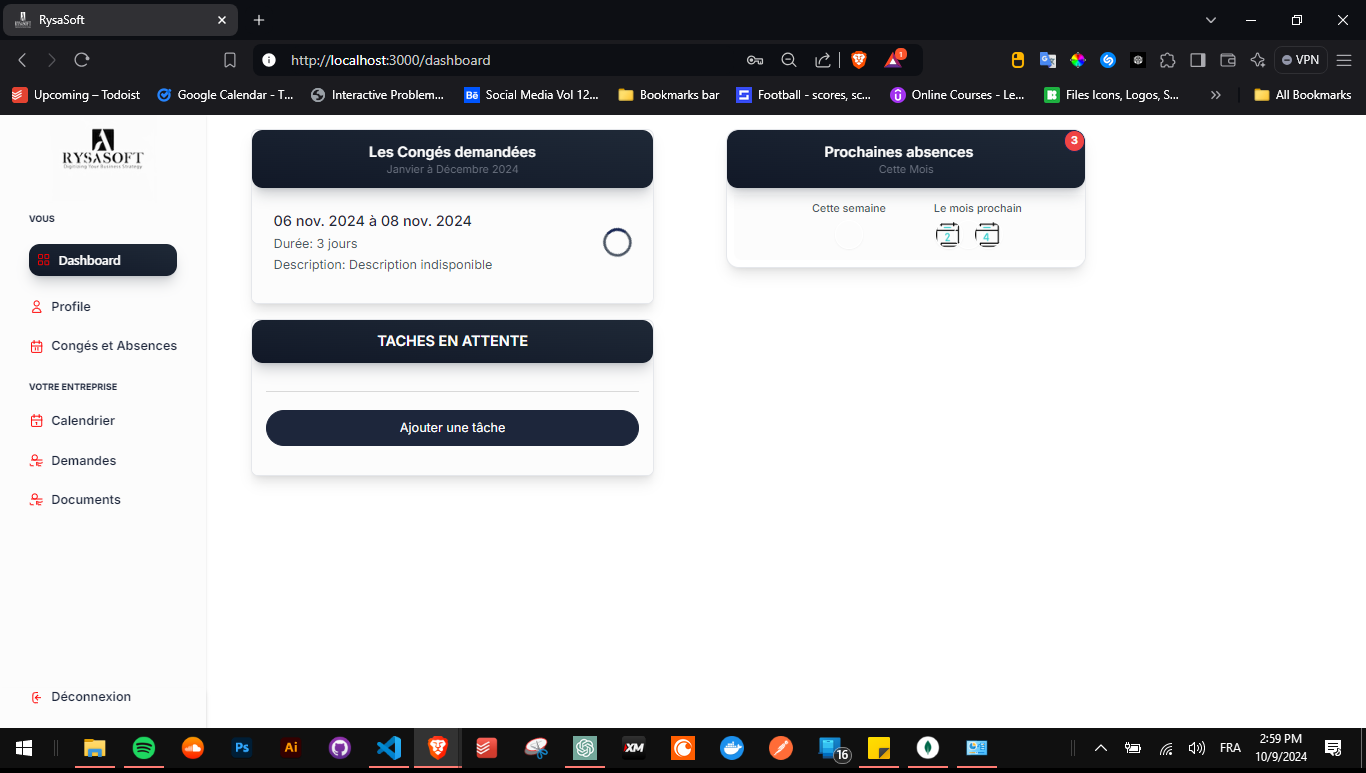 RysaSoft
http://localhost:3000/dashboard
1
VPN
Upcoming – Todoist
Google Calendar - T...
Interactive Problem...
Social Media Vol 12...
Bookmarks bar
Football - scores, sc...
Online Courses - Le...
Files Icons, Logos, S...
All Bookmarks
RYSASOFT
Digitizing Your Business Strategy
VOUS
Dashboard
Profile
Congés et Absences
VOTRE ENTREPRISE
Calendrier
Demandes
Documents
Déconnexion
Les Congés demandées
Janvier à Décembre 2024
06 nov. 2024 à 08 nov. 2024
Durée: 3 jours
Description: Description indisponible
TACHES EN ATTENTE
Ajouter une tâche
Prochaines absences
3
Cette Mois
Cette semaine
Le mois prochain
2 4
Ps
Ai
XM
16
FRA
2:59 PM
10/9/2024